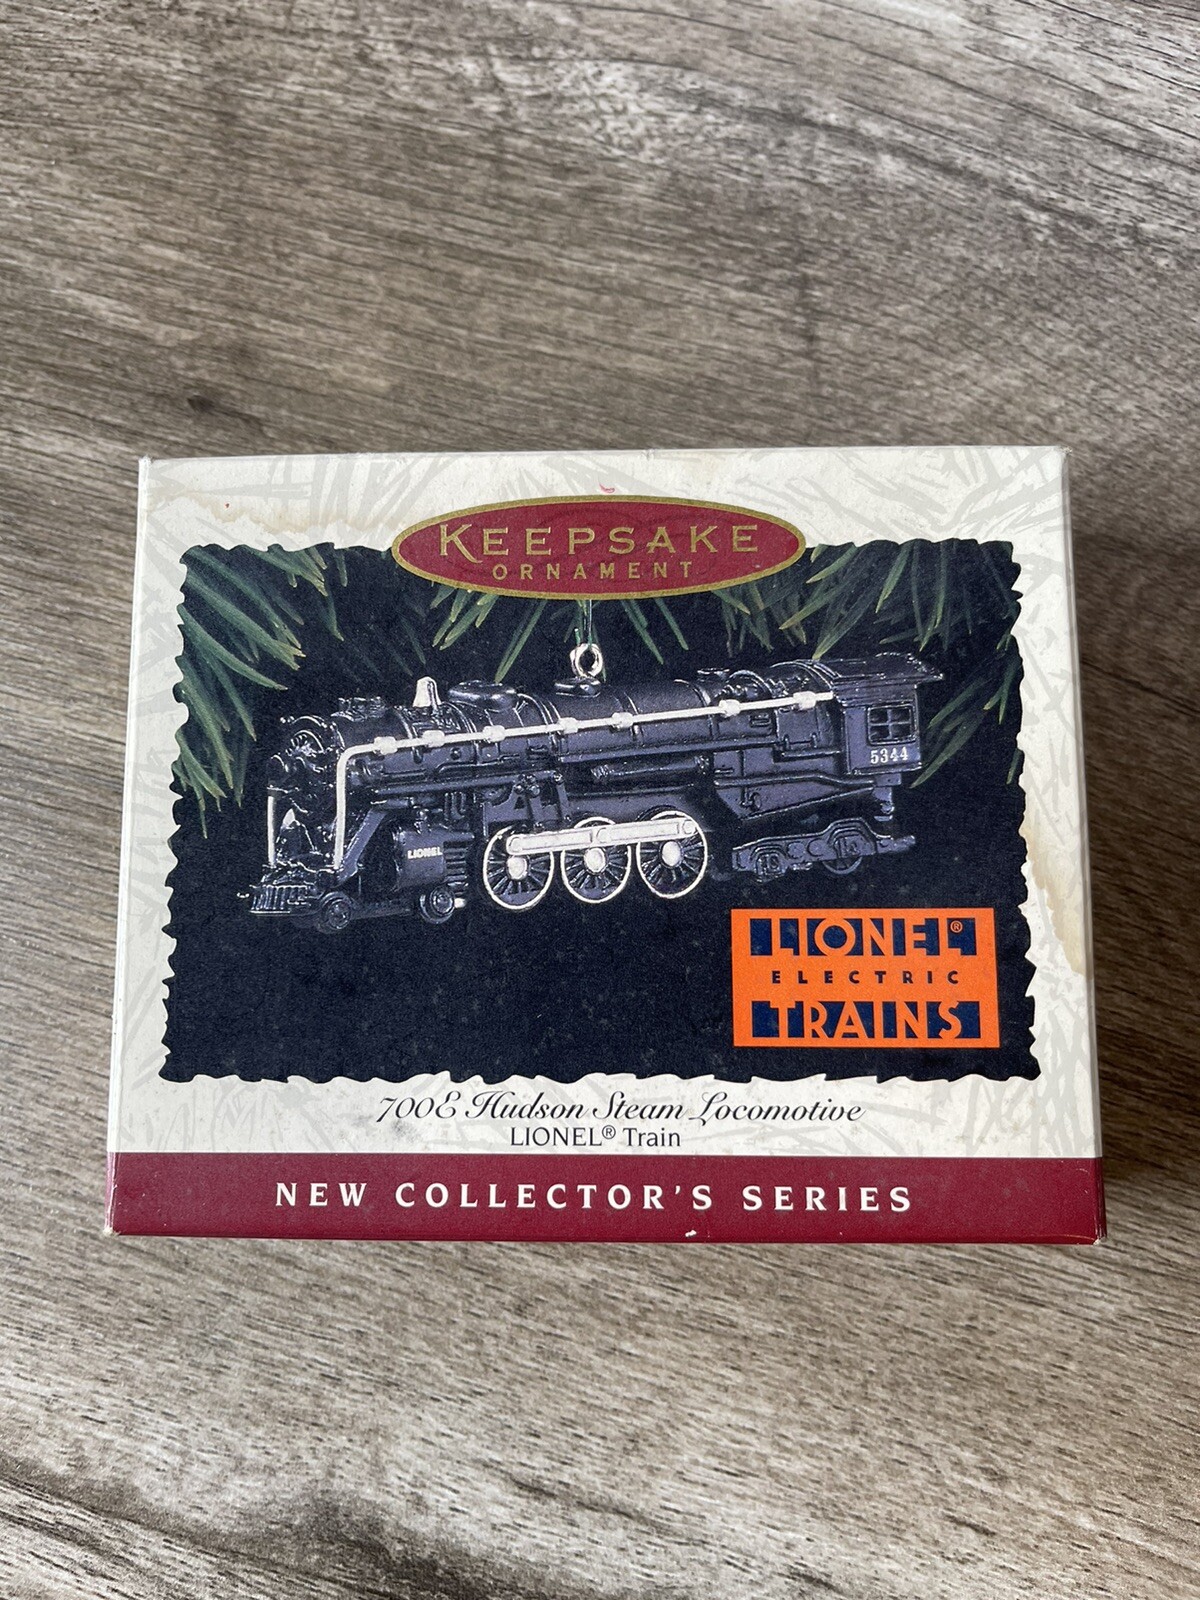 KEEPSAKE
ORNAMENT
5344
LIONEL
LIONEL®
ELECTRIC
TRAINS
700E Hudson Steam Locomotive
LIONEL® Train
NEW COLLECTOR'S SERIES